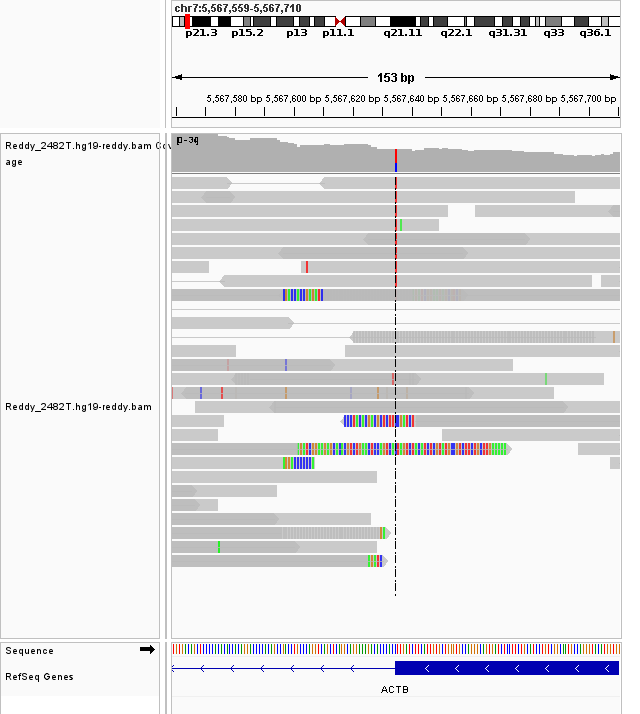 chr7:5,567,559-5,567,710
p21.3 p15.2 p13 p11.1 q21.11 q22.1 q31.31 q33 q36.1
153 bp
5,567,580 bp 5,567,600 bp 5,567,620 bp 5,567,640 bp 5,567,660 bp 5,567,680 bp 5,567,700 bp
Reddy_2482T.hg19-reddy.bam Cov
age
Reddy_2482T.hg19-reddy.bam
Sequence
RefSeq Genes
ACTB